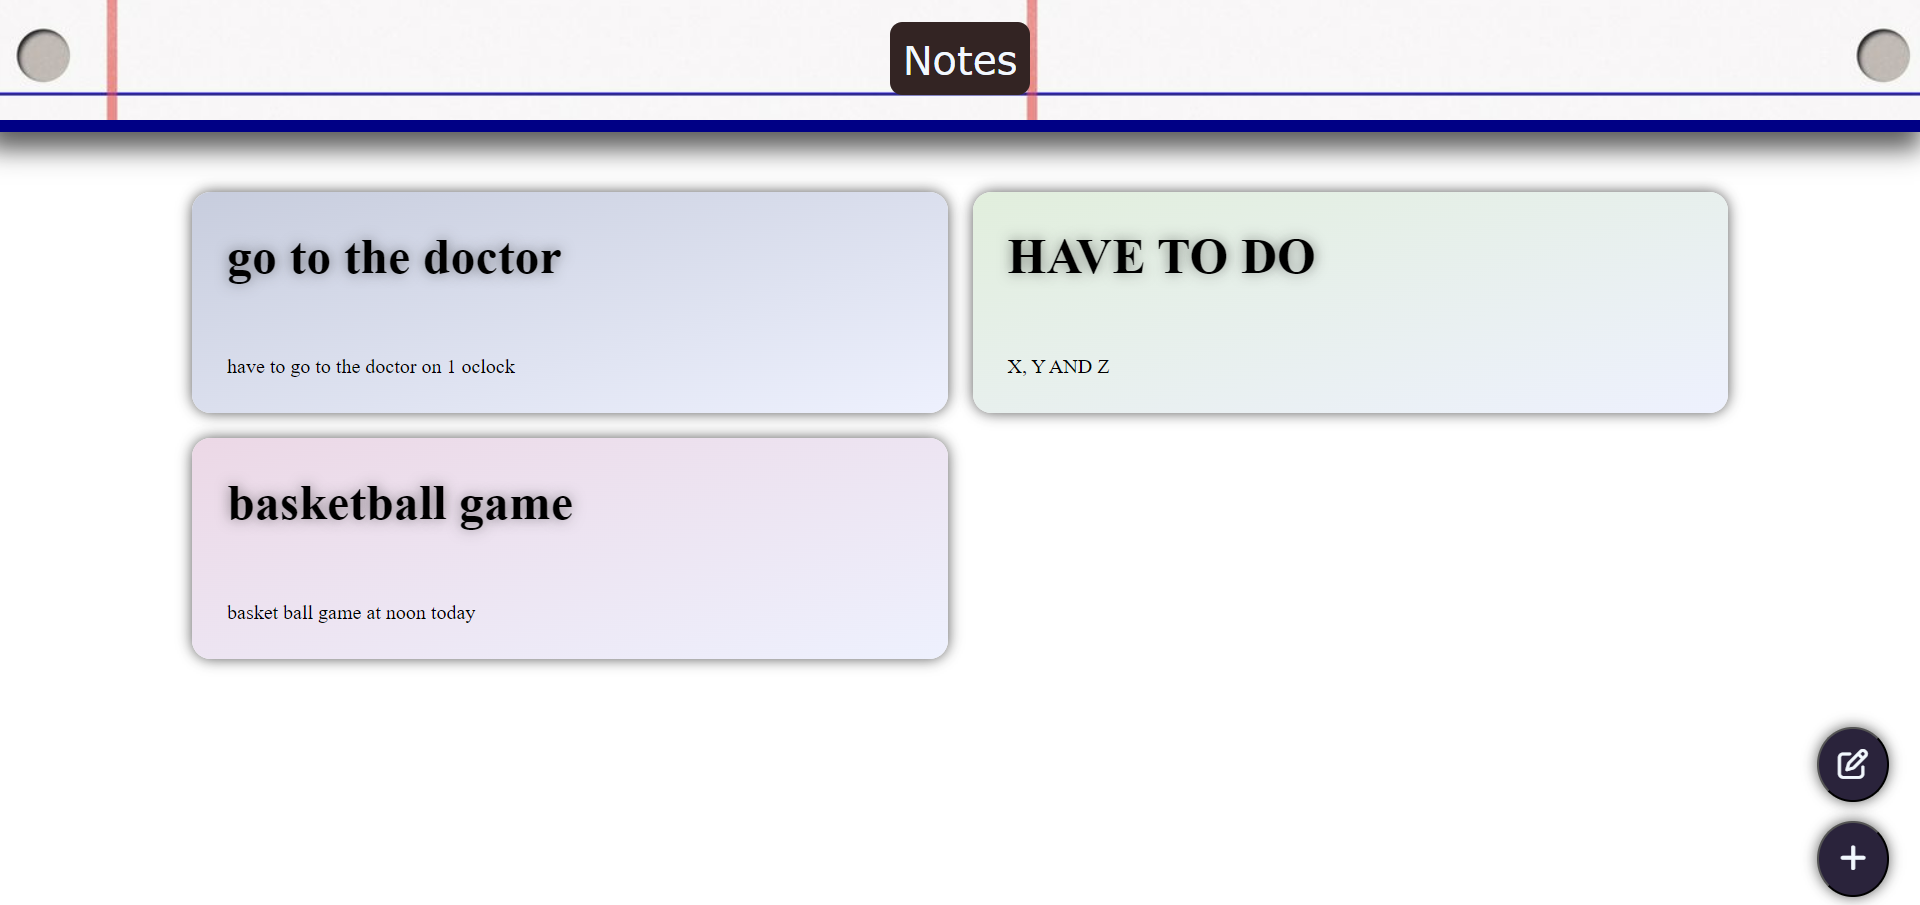 Notes
go to the doctor
have to go to the doctor on 1 oclock
HAVE TO DO
X, Y AND Z
basketball game
basket ball game at noon today